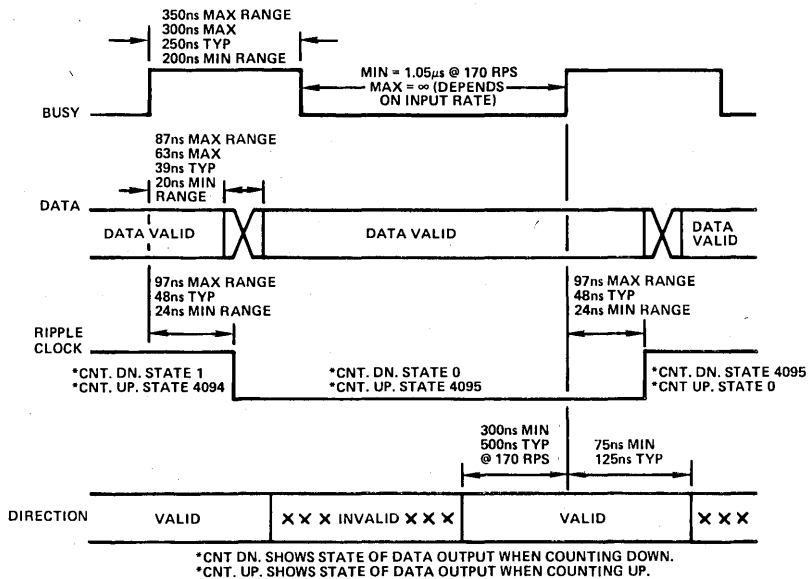 350ns MAX RANGE
300ns MAX
250ns TYP
200ns MIN RANGE
MIN = 1.05µs @ 170 RPS
MAX = ∞ (DEPENDS
ON INPUT RATE)
BUSY
87ns MAX RANGE
63ns MAX
39ns TYP
20ns MIN
RANGE
DATA
DATA VALID
DATA VALID
DATA
VALID
97ns MAX RANGE
48ns TYP
24ns MIN RANGE
97ns MAX RANGE
48ns TYP
24ns MIN RANGE
RIPPLE
CLOCK
*CNT. DN. STATE 1
*CNT. UP. STATE 4094
*CNT. DN. STATE 0
*CNT. UP. STATE 4095
*CNT. DN. STATE 4095
*CNT UP. STATE 0
300ns MIN
500ns TYP
@ 170 RPS
75ns MIN
125ns TYP
DIRECTION
VALID
X X X INVALID X X X
VALID
X X X
*CNT DN. SHOWS STATE OF DATA OUTPUT WHEN COUNTING DOWN.
*CNT. UP. SHOWS STATE OF DATA OUTPUT WHEN COUNTING UP.